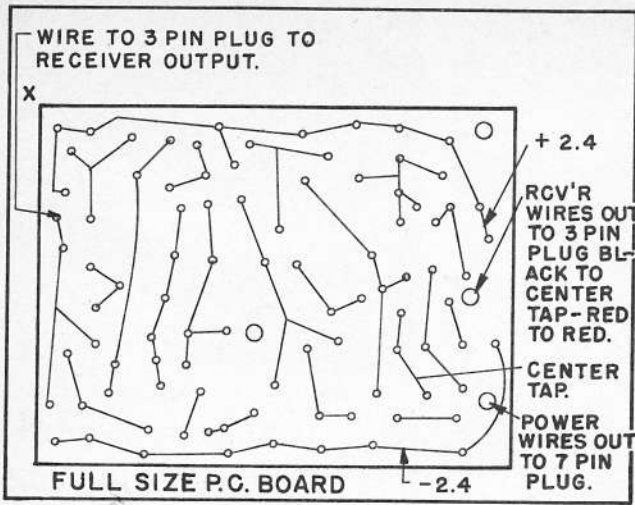 WIRE TO 3 PIN PLUG TO
RECEIVER OUTPUT.
X
+ 2.4
RCV'R
WIRES OUT
TO 3 PIN
PLUG BL-
ACK TO
CENTER
TAP-RED
TO RED.
CENTER
TAP.
POWER
WIRES OUT
TO 7 PIN
PLUG.
FULL SIZE P.C. BOARD
-2.4